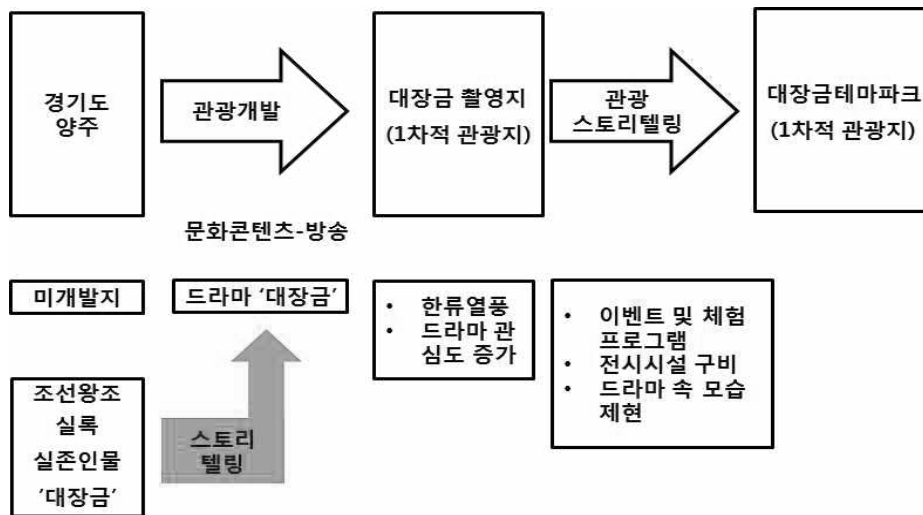 경기도
양주
관광개발
대장금 촬영지
(1차적 관광지)
관광
스토리텔링
대장금테마파크
(1차적 관광지)
문화콘텐츠-방송
미개발지
드라마 ‘대장금’
• 한류열풍
• 드라마 관
심도 증가
• 이벤트 및 체험
프로그램
• 전시시설 구비
• 드라마 속 모습
제현
조선왕조
실록
실존인물
’대장금’
스토리
텔링